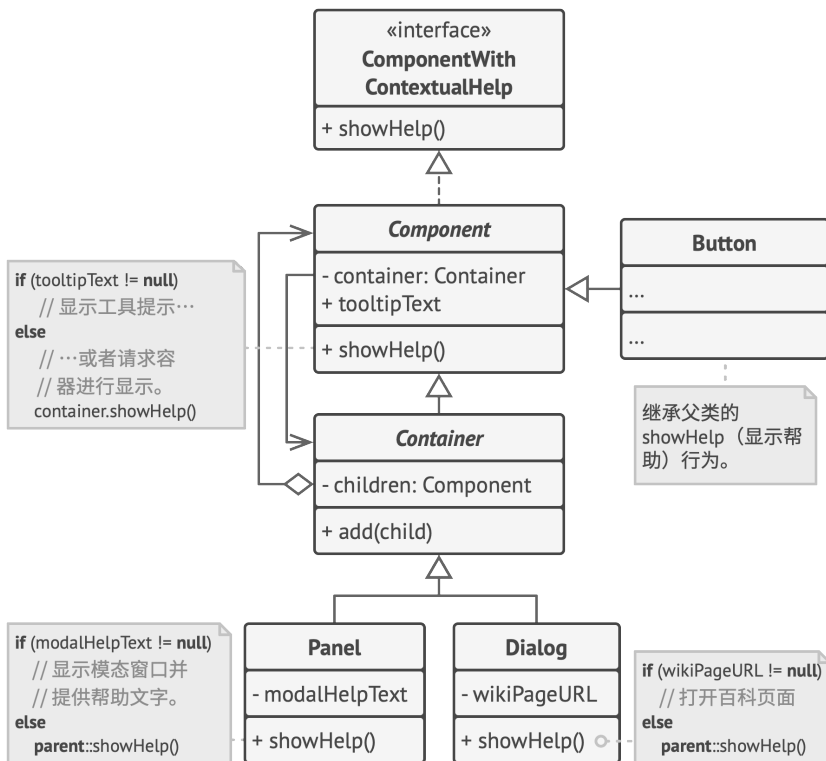 «interface»
ComponentWith
ContextualHelp
+ showHelp()
Component
- container: Container
+ tooltipText
+ showHelp()
Button
...
...
if (tooltipText != null)
// 显示工具提示…
else
// …或者请求容
// 器进行显示。
container.showHelp()
继承父类的
showHelp（显示帮
助）行为。
Container
- children: Component
+ add(child)
if (modalHelpText != null)
// 显示模态窗口并
// 提供帮助文字。
else
parent::showHelp()
Panel
- modalHelpText
+ showHelp()
Dialog
- wikiPageURL
+ showHelp()
if (wikiPageURL != null)
// 打开百科页面
else
parent::showHelp()